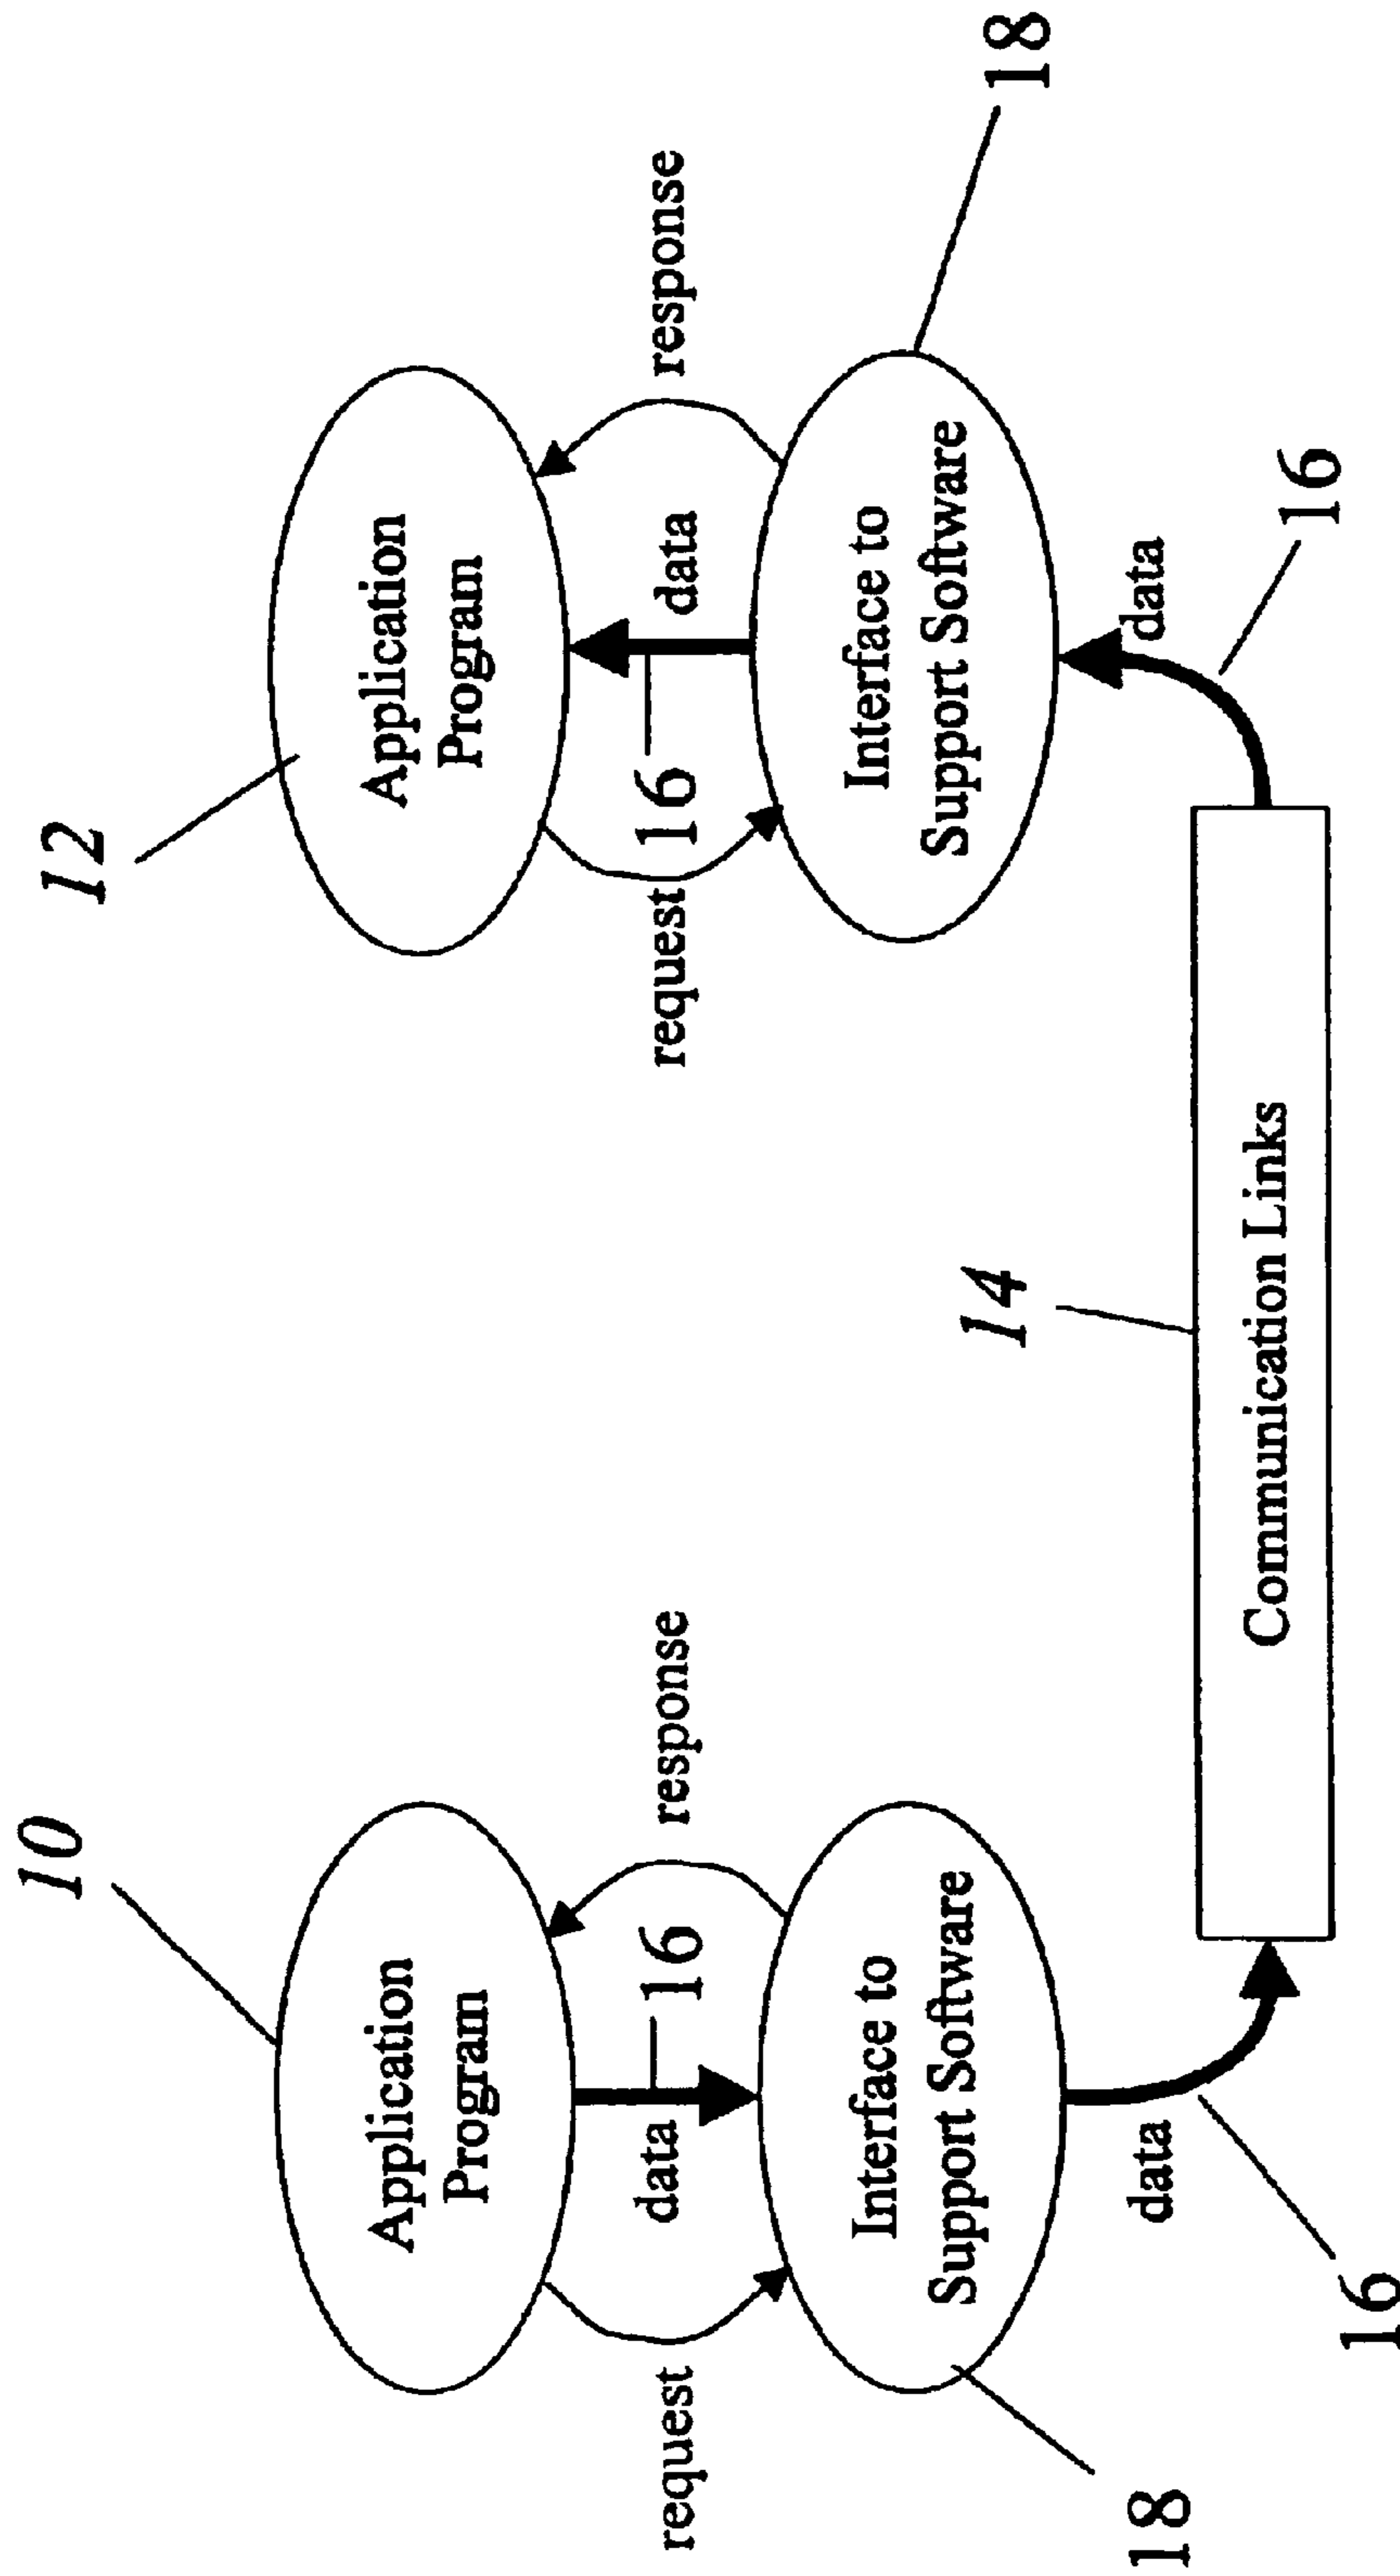 10
12
Application
Program
Application
Program
request
data
16
response
request
16
data
response
Interface to
Support Software
Interface to
Support Software
18
18
data
16
14
data
16
Communication Links